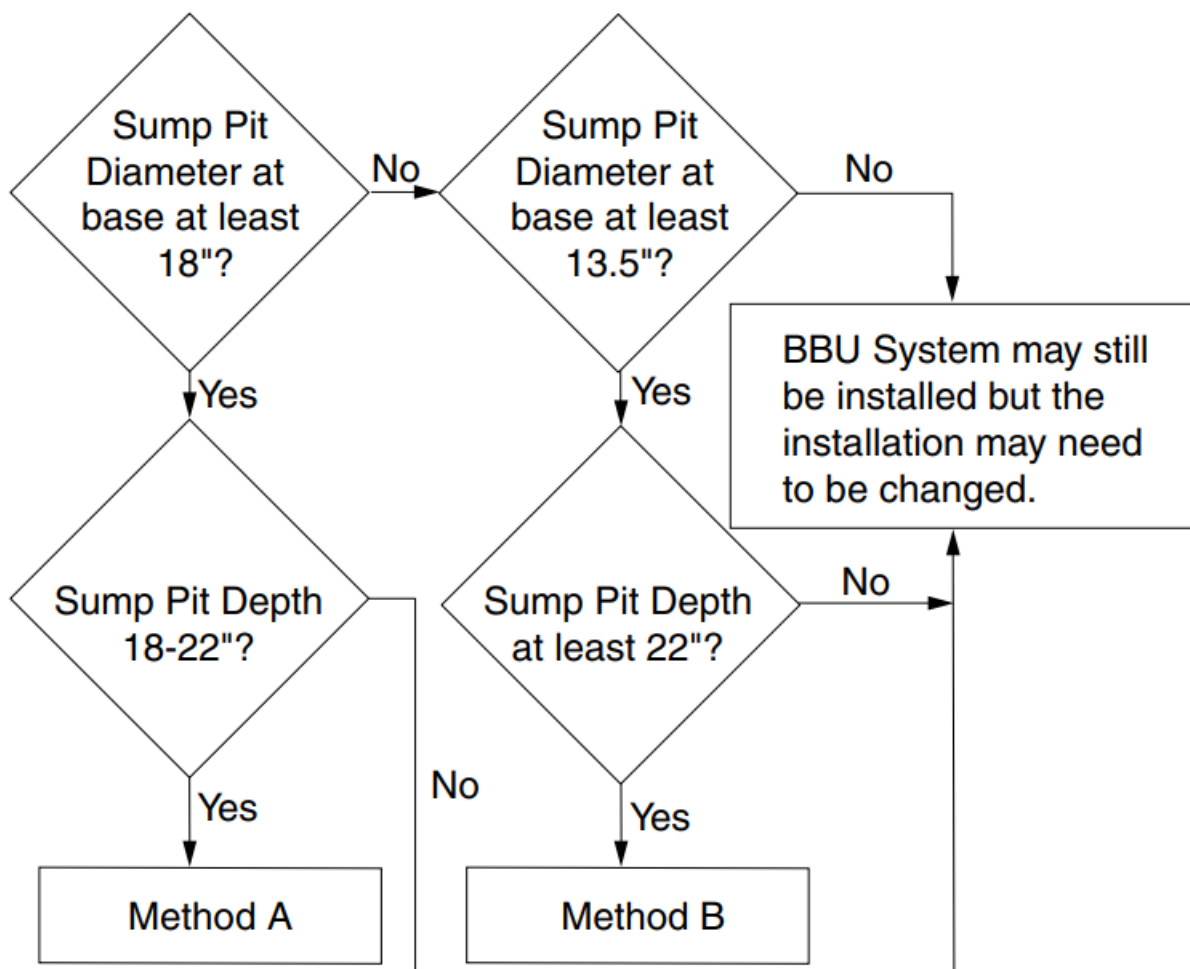 Sump Pit
Diameter at
base at least
18"?
No
Sump Pit
Diameter at
base at least
13.5"?
No
Yes
Yes
BBU System may still
be installed but the
installation may need
to be changed.
Sump Pit Depth
18-22"?
Sump Pit Depth
at least 22"?
No
No
Yes
Yes
Method A
Method B